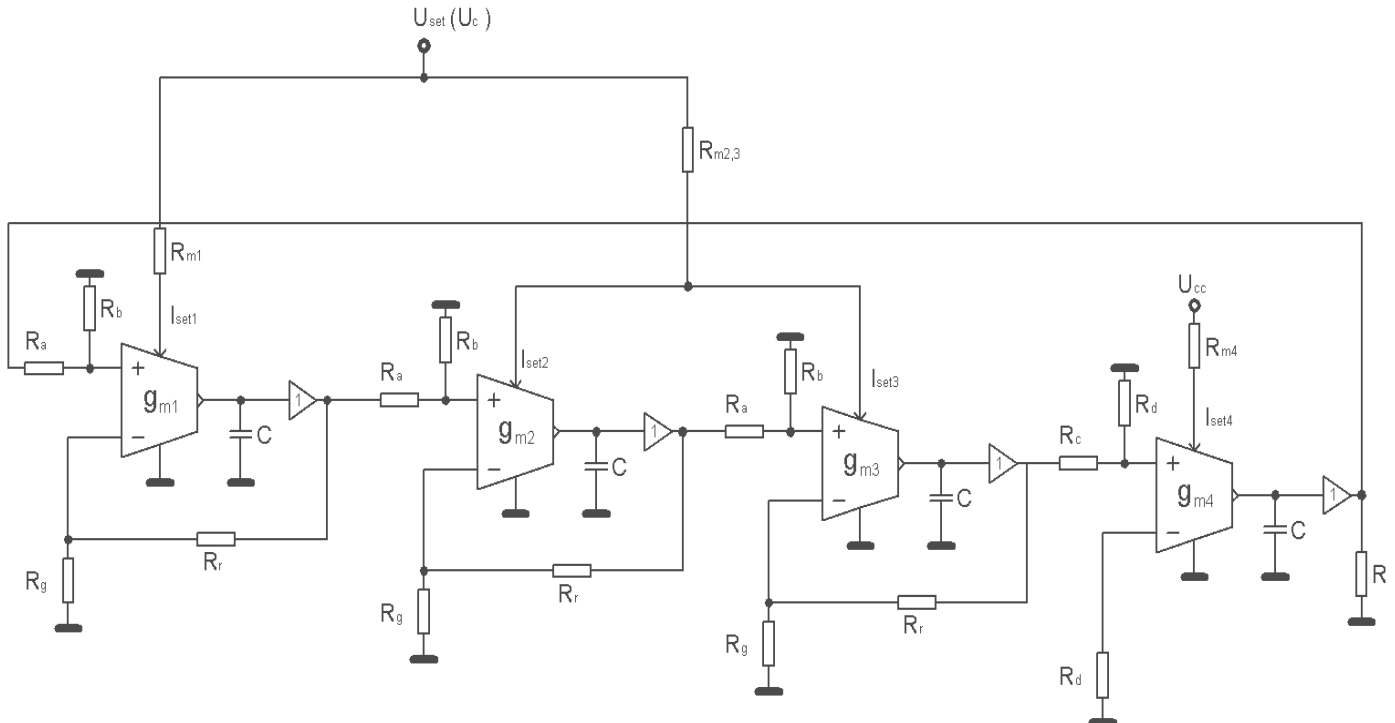 Uset (Uc)
Rm2,3
Rm1
Ucc
Rb
Iset1
Rb
Rm4
Ra
Iset2
Rb
Iset3
Rd
Iset4
+
gm1
−
1
C
Ra
+
gm2
−
1
C
Ra
+
gm3
−
1
C
Rc
+
gm4
−
1
C
Rr
Rg
Rr
Rg
Rr
Rg
Rd
R